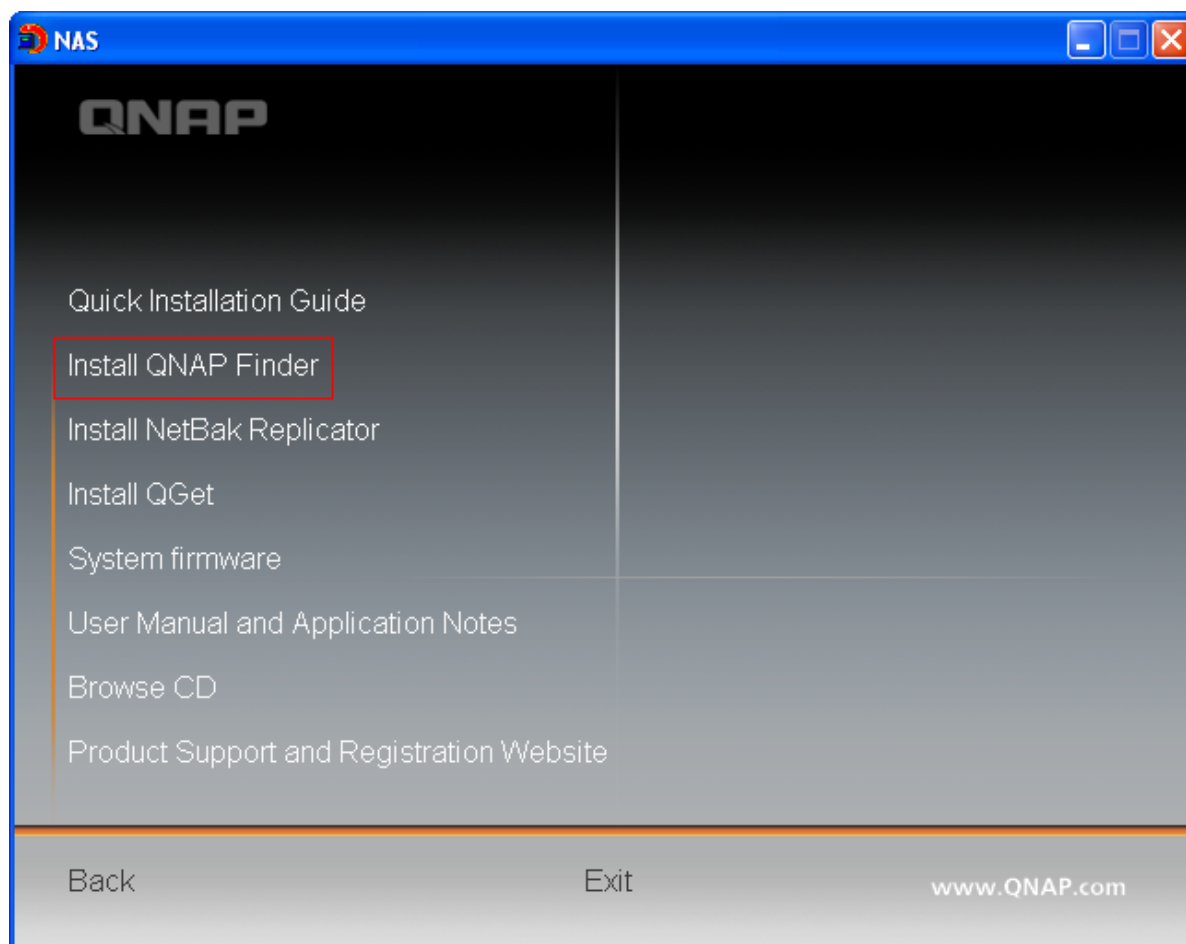 NAS
QNAP
Quick Installation Guide
Install QNAP Finder
Install NetBak Replicator
Install QGet
System firmware
User Manual and Application Notes
Browse CD
Product Support and Registration Website
Back
Exit
www.QNAP.com